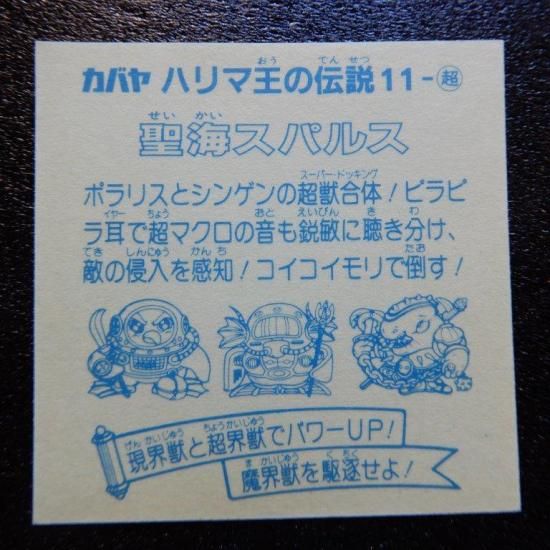 カバヤ ハリマ王の伝説 11-超
聖海スパルス
ポラリスとシンゲンの超獣合体！ピラピ
ラ耳で超マクロの音も鋭敏に聴き分け、
敵の侵入を感知！コイコイモリで倒す！
現界獣と超界獣でパワーUP！
魔界獣を駆逐せよ！